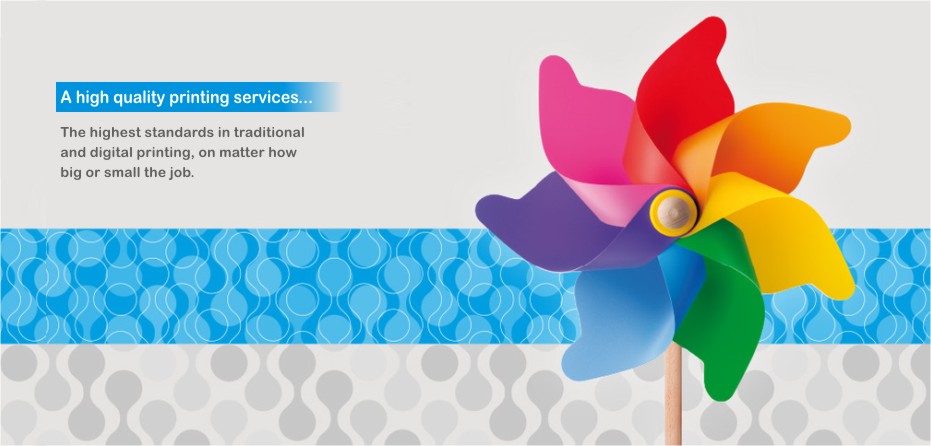 A high quality printing services...
The highest standards in traditional
and digital printing, on matter how
big or small the job.